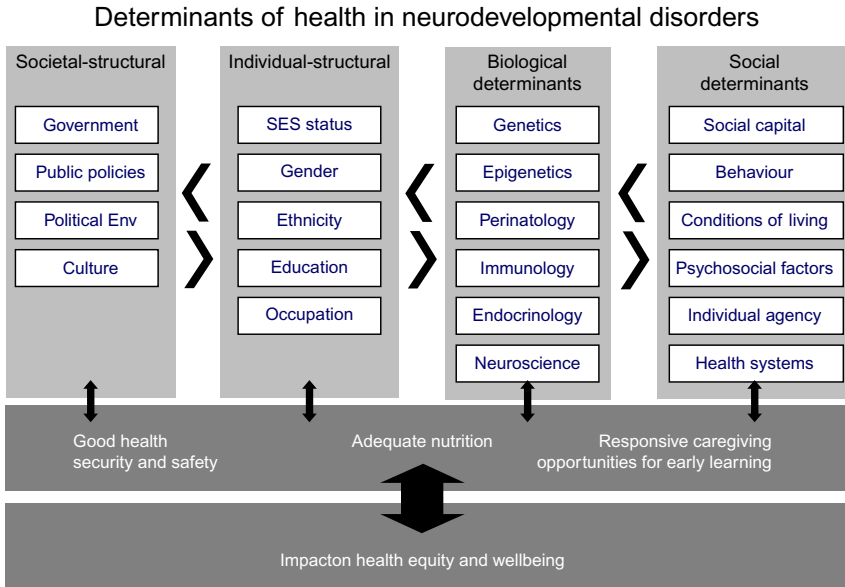 Determinants of health in neurodevelopmental disorders
Societal-structural
Government
Public policies
Political Env
Culture
Individual-structural
SES status
Gender
Ethnicity
Education
Occupation
Biological
determinants
Genetics
Epigenetics
Perinatology
Immunology
Endocrinology
Neuroscience
Social
determinants
Social capital
Behaviour
Conditions of living
Psychosocial factors
Individual agency
Health systems
Good health
security and safety
Adequate nutrition
Responsive caregiving
opportunities for early learning
Impacton health equity and wellbeing